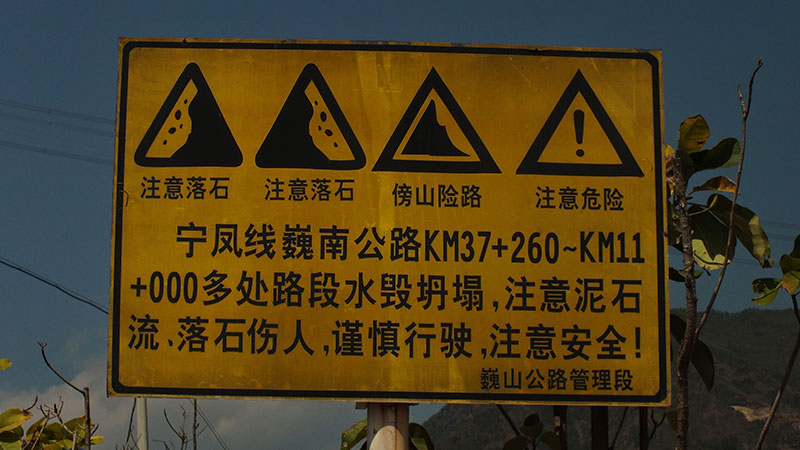 注意落石 注意落石 傍山险路 注意危险
宁凤线巍南公路KM37+260~KM11
+000多处路段水毁坍塌,注意泥石
流、落石伤人,谨慎行驶,注意安全!
巍山公路管理段